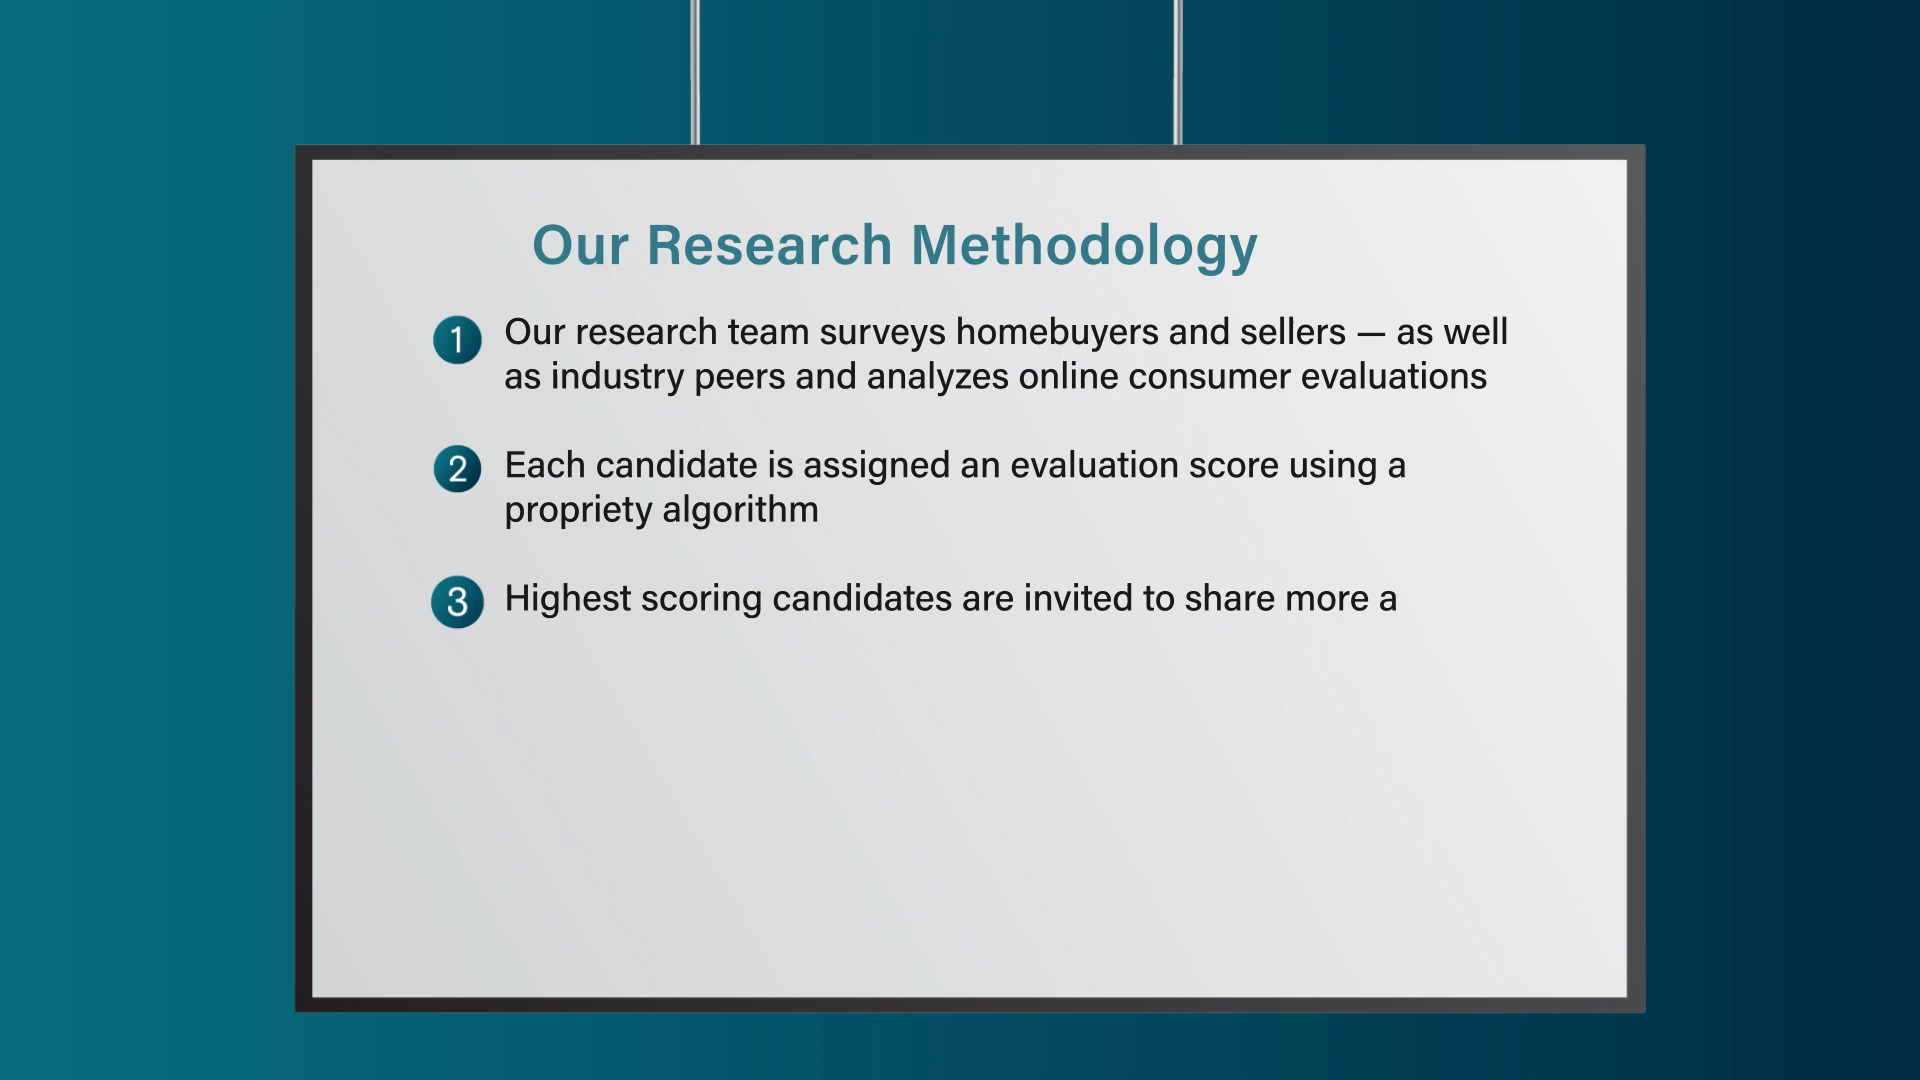 Our Research Methodology
1 Our research team surveys homebuyers and sellers — as well
as industry peers and analyzes online consumer evaluations
2 Each candidate is assigned an evaluation score using a
propriety algorithm
3 Highest scoring candidates are invited to share more a